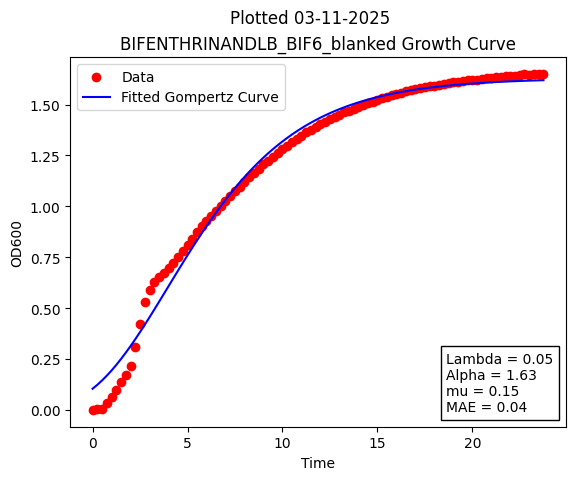 Plotted 03-11-2025
BIFENTHRINANDLB_BIF6_blanked Growth Curve
Data
Fitted Gompertz Curve
1.50
1.25
1.00
0.75
0.50
0.25
0.00
OD600
Lambda = 0.05
Alpha = 1.63
mu = 0.15
MAE = 0.04
0 5 10 15 20
Time